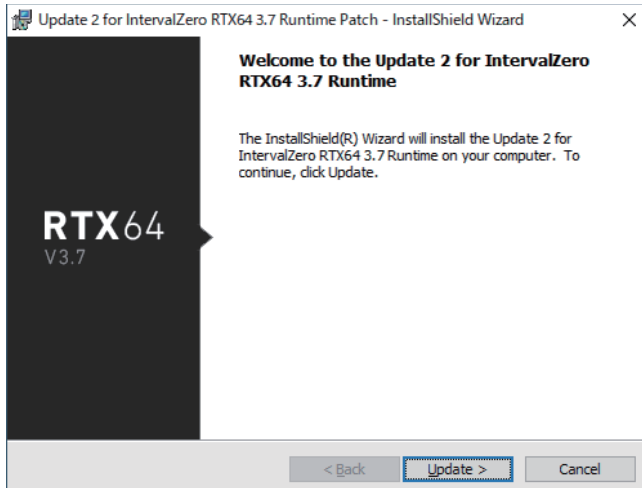 Update 2 for IntervalZero RTX64 3.7 Runtime Patch - InstallShield Wizard
Welcome to the Update 2 for IntervalZero
RTX64 3.7 Runtime
The InstallShield(R) Wizard will install the Update 2 for
IntervalZero RTX64 3.7 Runtime on your computer. To
continue, click Update.
RTX64
V3.7
< Back
Update >
Cancel